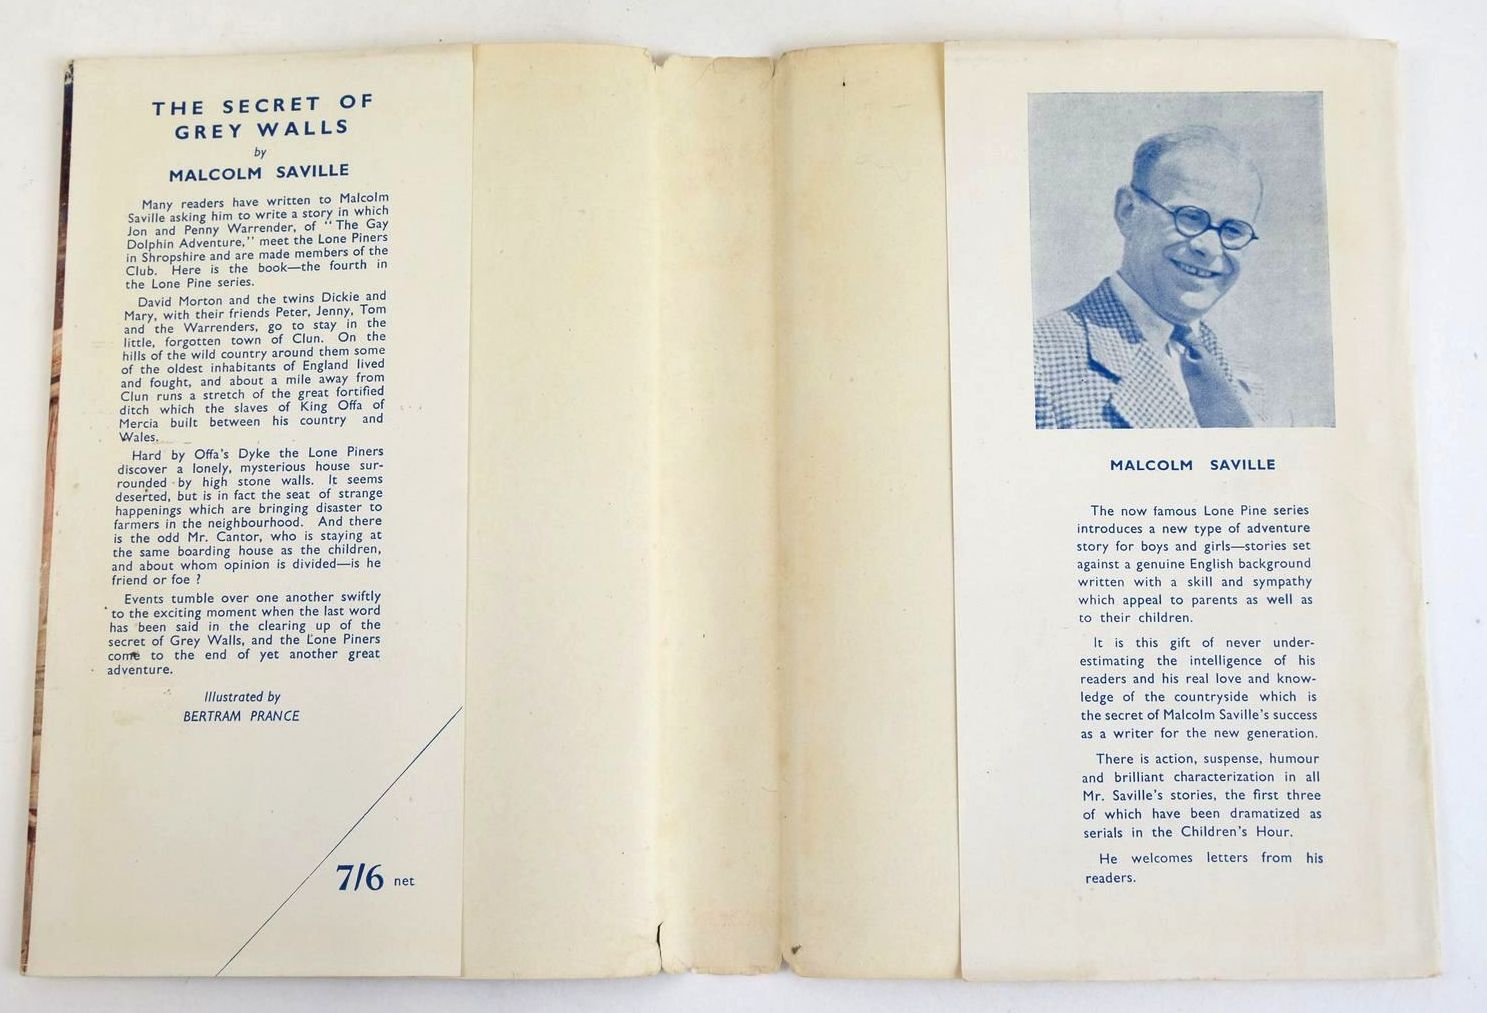 THE SECRET OF
GREY WALLS
by
MALCOLM SAVILLE
Many readers have written to Malcolm
Saville asking him to write a story in which
Jon and Penny Warrender, of "The Gay
Dolphin Adventure," meet the Lone Piners
in Shropshire and are made members of the
Club. Here is the book—the fourth in
the Lone Pine series.
David Morton and the twins Dickie and
Mary, with their friends Peter, Jenny, Tom
and the Warrenders, go to stay in the
little, forgotten town of Clun. On the
hills of the wild country around them some
of the oldest inhabitants of England lived
and fought, and about a mile away from
Clun runs a stretch of the great fortified
ditch which the slaves of King Offa of
Mercia built between his country and
Wales.
Hard by Offa's Dyke the Lone Piners
discover a lonely, mysterious house sur-
rounded by high stone walls. It seems
deserted, but is in fact the seat of strange
happenings which are bringing disaster to
farmers in the neighbourhood. And there
is the odd Mr. Cantor, who is staying at
the same boarding house as the children,
and about whom opinion is divided—is he
friend or foe ?
Events tumble over one another swiftly
to the exciting moment when the last word
has been said in the clearing up of the
secret of Grey Walls, and the Lone Piners
come to the end of yet another great
adventure.
Illustrated by
BERTRAM PRANCE
7/6 net
MALCOLM SAVILLE
The now famous Lone Pine series
introduces a new type of adventure
story for boys and girls—stories set
against a genuine English background
written with a skill and sympathy
which appeal to parents as well as
to their children.
It is this gift of never under-
estimating the intelligence of his
readers and his real love and know-
ledge of the countryside which is
the secret of Malcolm Saville's success
as a writer for the new generation.
There is action, suspense, humour
and brilliant characterization in all
Mr. Saville's stories, the first three
of which have been dramatized as
serials in the Children's Hour.
He welcomes letters from his
readers.